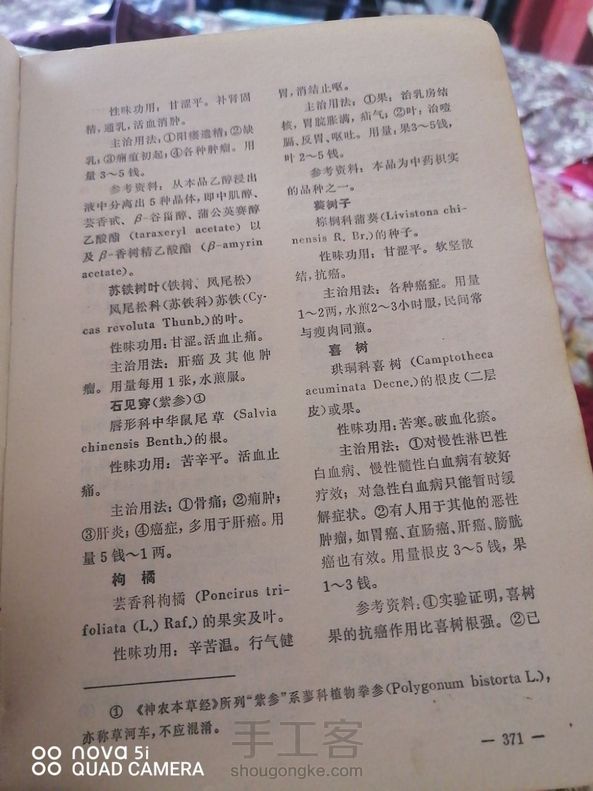 性味功用：甘涩平。补肾固
精，通乳，活血消肿。
主治用法：①阳痿遗精；②缺
乳；③痈疽初起；④各种肿瘤。用
量3～5钱。
参考资料：从本品乙醇浸出
液中分离出5种晶体，即中肌醇、
芸香甙、β-谷甾醇、蒲公英赛醇
乙酸酯 (taraxeryl acetate) 以
及β-香树精乙酸酯 (β-amyrin
acetate)。
苏铁树叶(铁树、凤尾松)
凤尾松科(苏铁科)苏铁(Cy-
cas revoluta Thunb.)的叶。
性味功用：甘涩。活血止痛。
主治用法：肝癌及其他肿
瘤。用量每用1张，水煎服。
石见穿(紫参)①
唇形科中华鼠尾草 (Salvia
chinensis Benth.)的根。
性味功用：苦辛平。活血止
痛。
主治用法：①骨痛；②痈肿；
③肝炎；④癌症，多用于肝癌。用
量5钱～1两。
枸橘
芸香科枸橘 (Poncirus tri-
foliata (L.) Raf.) 的果实及叶。
性味功用：辛苦温。行气健
胃，消结止呕。
主治用法：①果：治乳房结
核，胃脘胀满，疝气；②叶：治噎
膈、反胃、呕吐。用量：果3～5钱，
叶2～5钱。
参考资料：本品为中药枳实
的品种之一。
葵树子
棕榈科蒲葵 (Livistona chi-
nensis R. Br.)的种子。
性味功用：甘涩平。软坚散
结，抗癌。
主治用法：各种癌症。用量
1～2两，水煎2～3小时服，民间常
与瘦肉同煎。
喜树
珙垌科喜树 (Camptotheca
acuminata Decne.)的根皮(二层
皮)或果。
性味功用：苦寒。破血化瘀。
主治用法：①对慢性淋巴性
白血病、慢性髓性白血病有较好
疗效；对急性白血病只能暂时缓
解症状。②有人用于其他的恶性
肿瘤，如胃癌、直肠癌、肝癌、膀胱
癌也有效。用量根皮3～5钱，果
1～3钱。
参考资料：①实验证明，喜树
果的抗癌作用比喜树根强。②已
① 《神农本草经》所列“紫参”系蓼科植物拳参(Polygonum bistorta L.)，
亦称草河车，不应混淆。
— 371 —
nova 5i
QUAD CAMERA
手工客
shougongke.com